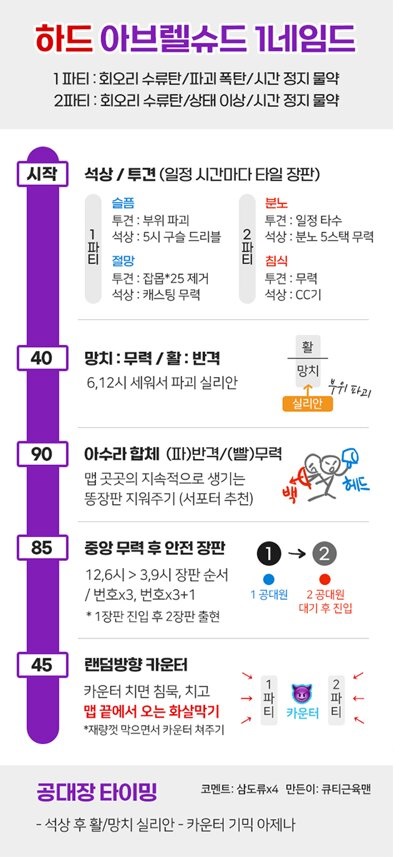 하드 아브렐슈드 1네임드
1파티 : 회오리 수류탄/파괴 폭탄/시간 정지 물약
2파티 : 회오리 수류탄/상태 이상/시간 정지 물약
시작
석상 / 투견 (일정 시간마다 타일 장판)
1파티
슬픔
투견 : 부위 파괴
석상 : 5시 구슬 드리블
절망
투견 : 잡몹*25 제거
석상 : 캐스팅 무력
2파티
분노
투견 : 일정 타수
석상 : 분노 5스택 무력
침식
투견 : 무력
석상 : CC기
40
망치 : 무력 / 활 : 반격
6,12시 세워서 파괴 실리안
활
망치
부위 파괴
실리안
90
아수라 합체 (파)반격/(빨)무력
맵 곳곳의 지속적으로 생기는
똥장판 지워주기 (서포터 추천)
백
헤드
85
중앙 무력 후 안전 장판
12,6시 > 3,9시 장판 순서
/ 번호x3, 번호x3+1
* 1장판 진입 후 2장판 출현
1 → 2
1 공대원
2 공대원
대기 후 진입
45
랜덤방향 카운터
카운터 치면 침묵, 치고
맵 끝에서 오는 화살막기
*재량껏 막으면서 카운터 쳐주기
1파티
카운터
2파티
공대장 타이밍
코멘트: 삼도류x4 만든이: 큐티근육맨
- 석상 후 활/망치 실리안 - 카운터 기믹 아제나